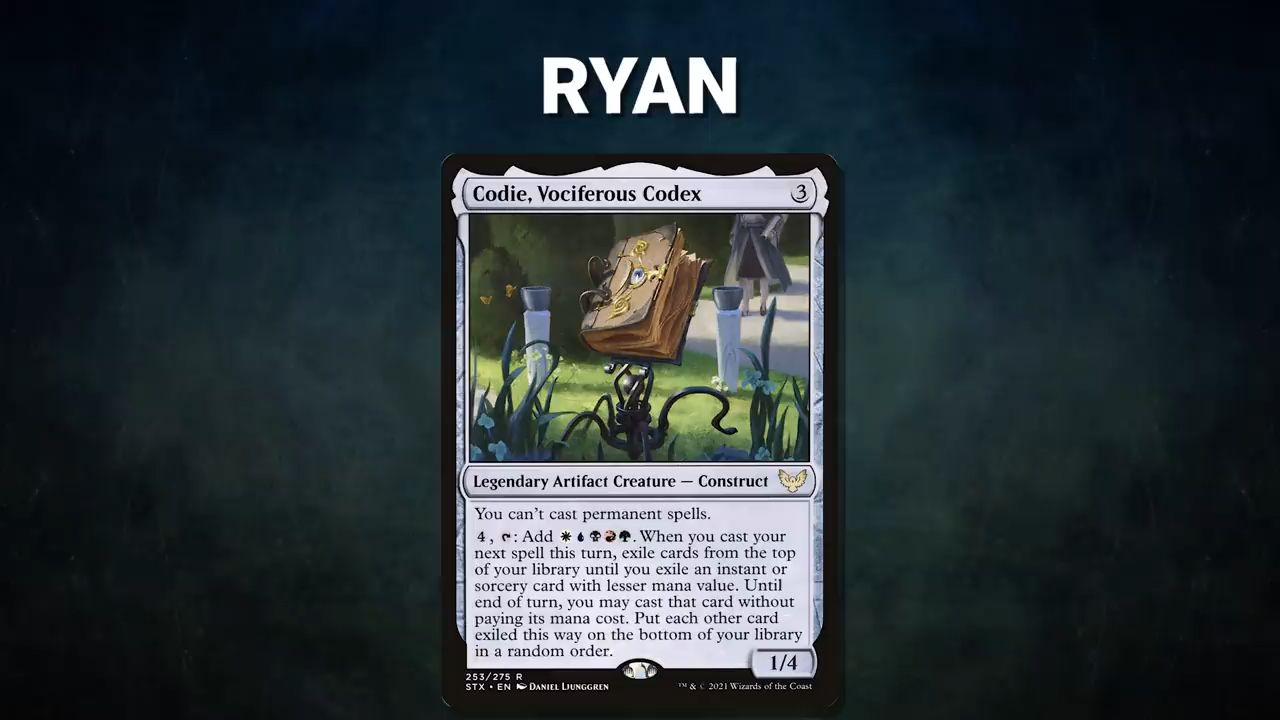 RYAN
Codie, Vociferous Codex 3
Legendary Artifact Creature — Construct
You can't cast permanent spells.
4, : Add . When you cast your
next spell this turn, exile cards from the top
of your library until you exile an instant or
sorcery card with lesser mana value. Until
end of turn, you may cast that card without
paying its mana cost. Put each other card
exiled this way on the bottom of your library
in a random order.
1/4
253/275 R
STX • EN DANIEL LJUNGGREN
™ & © 2021 Wizards of the Coast